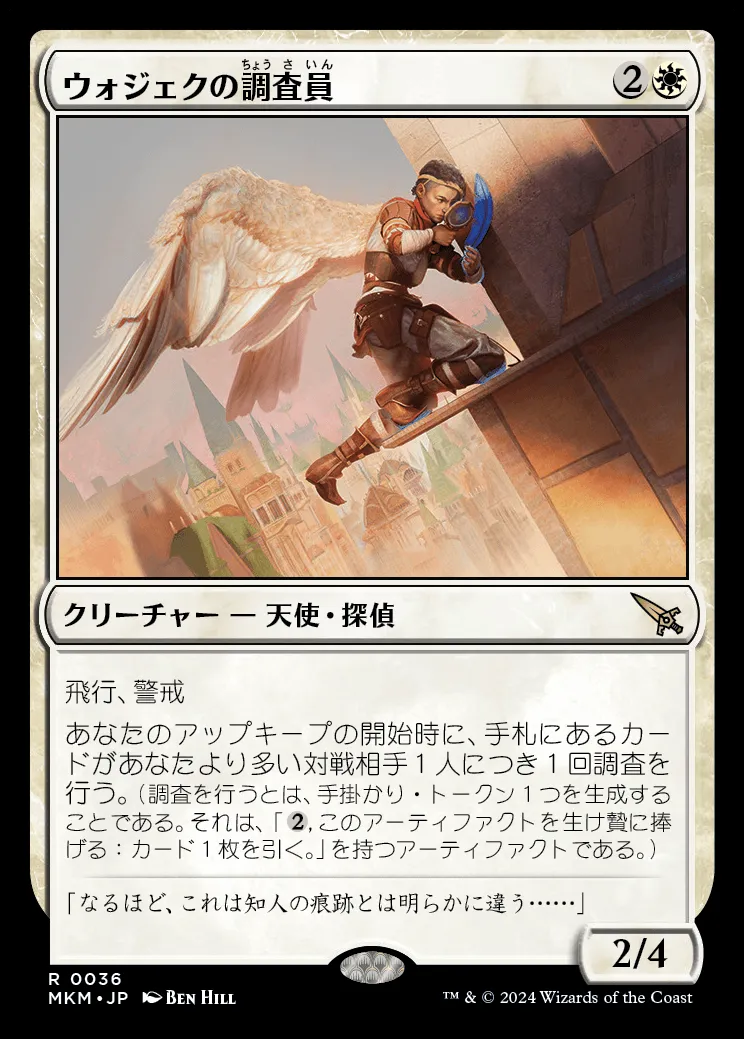 ウォジェクの調査員
ちょうさいん
2
クリーチャー — 天使・探偵
飛行、警戒
あなたのアップキープの開始時に、手札にあるカー
ドがあなたより多い対戦相手１人につき１回調査を
行う。（調査を行うとは、手掛かり・トークン１つを生成する
ことである。それは、「2,このアーティファクトを生け贄に捧
げる：カード１枚を引く。」を持つアーティファクトである。）
「なるほど、これは知人の痕跡とは明らかに違う……」
2/4
R 0036
MKM • JP BEN HILL
™ & © 2024 Wizards of the Coast